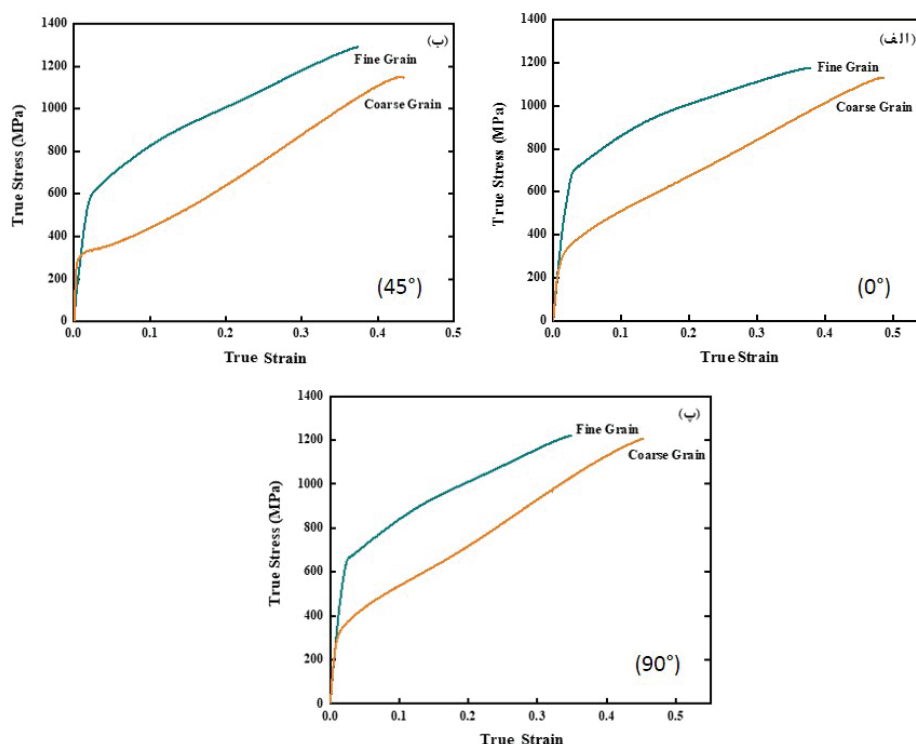 (ب)
1400
1200
1000
800
600
400
200
0
True Stress (MPa)
Fine Grain
Coarse Grain
(45°)
0.0 0.1 0.2 0.3 0.4 0.5
True Strain
(الف)
1400
1200
1000
800
600
400
200
0
True Stress (MPa)
Fine Grain
Coarse Grain
(0°)
0.0 0.1 0.2 0.3 0.4 0.5
True Strain
(پ)
1400
1200
1000
800
600
400
200
0
True Stress (MPa)
Fine Grain
Coarse Grain
(90°)
0.0 0.1 0.2 0.3 0.4 0.5
True Strain